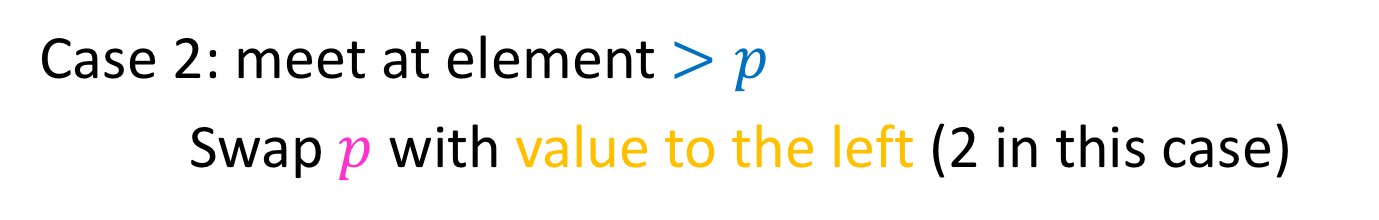 Case 2: meet at element > p
Swap p with value to the left (2 in this case)